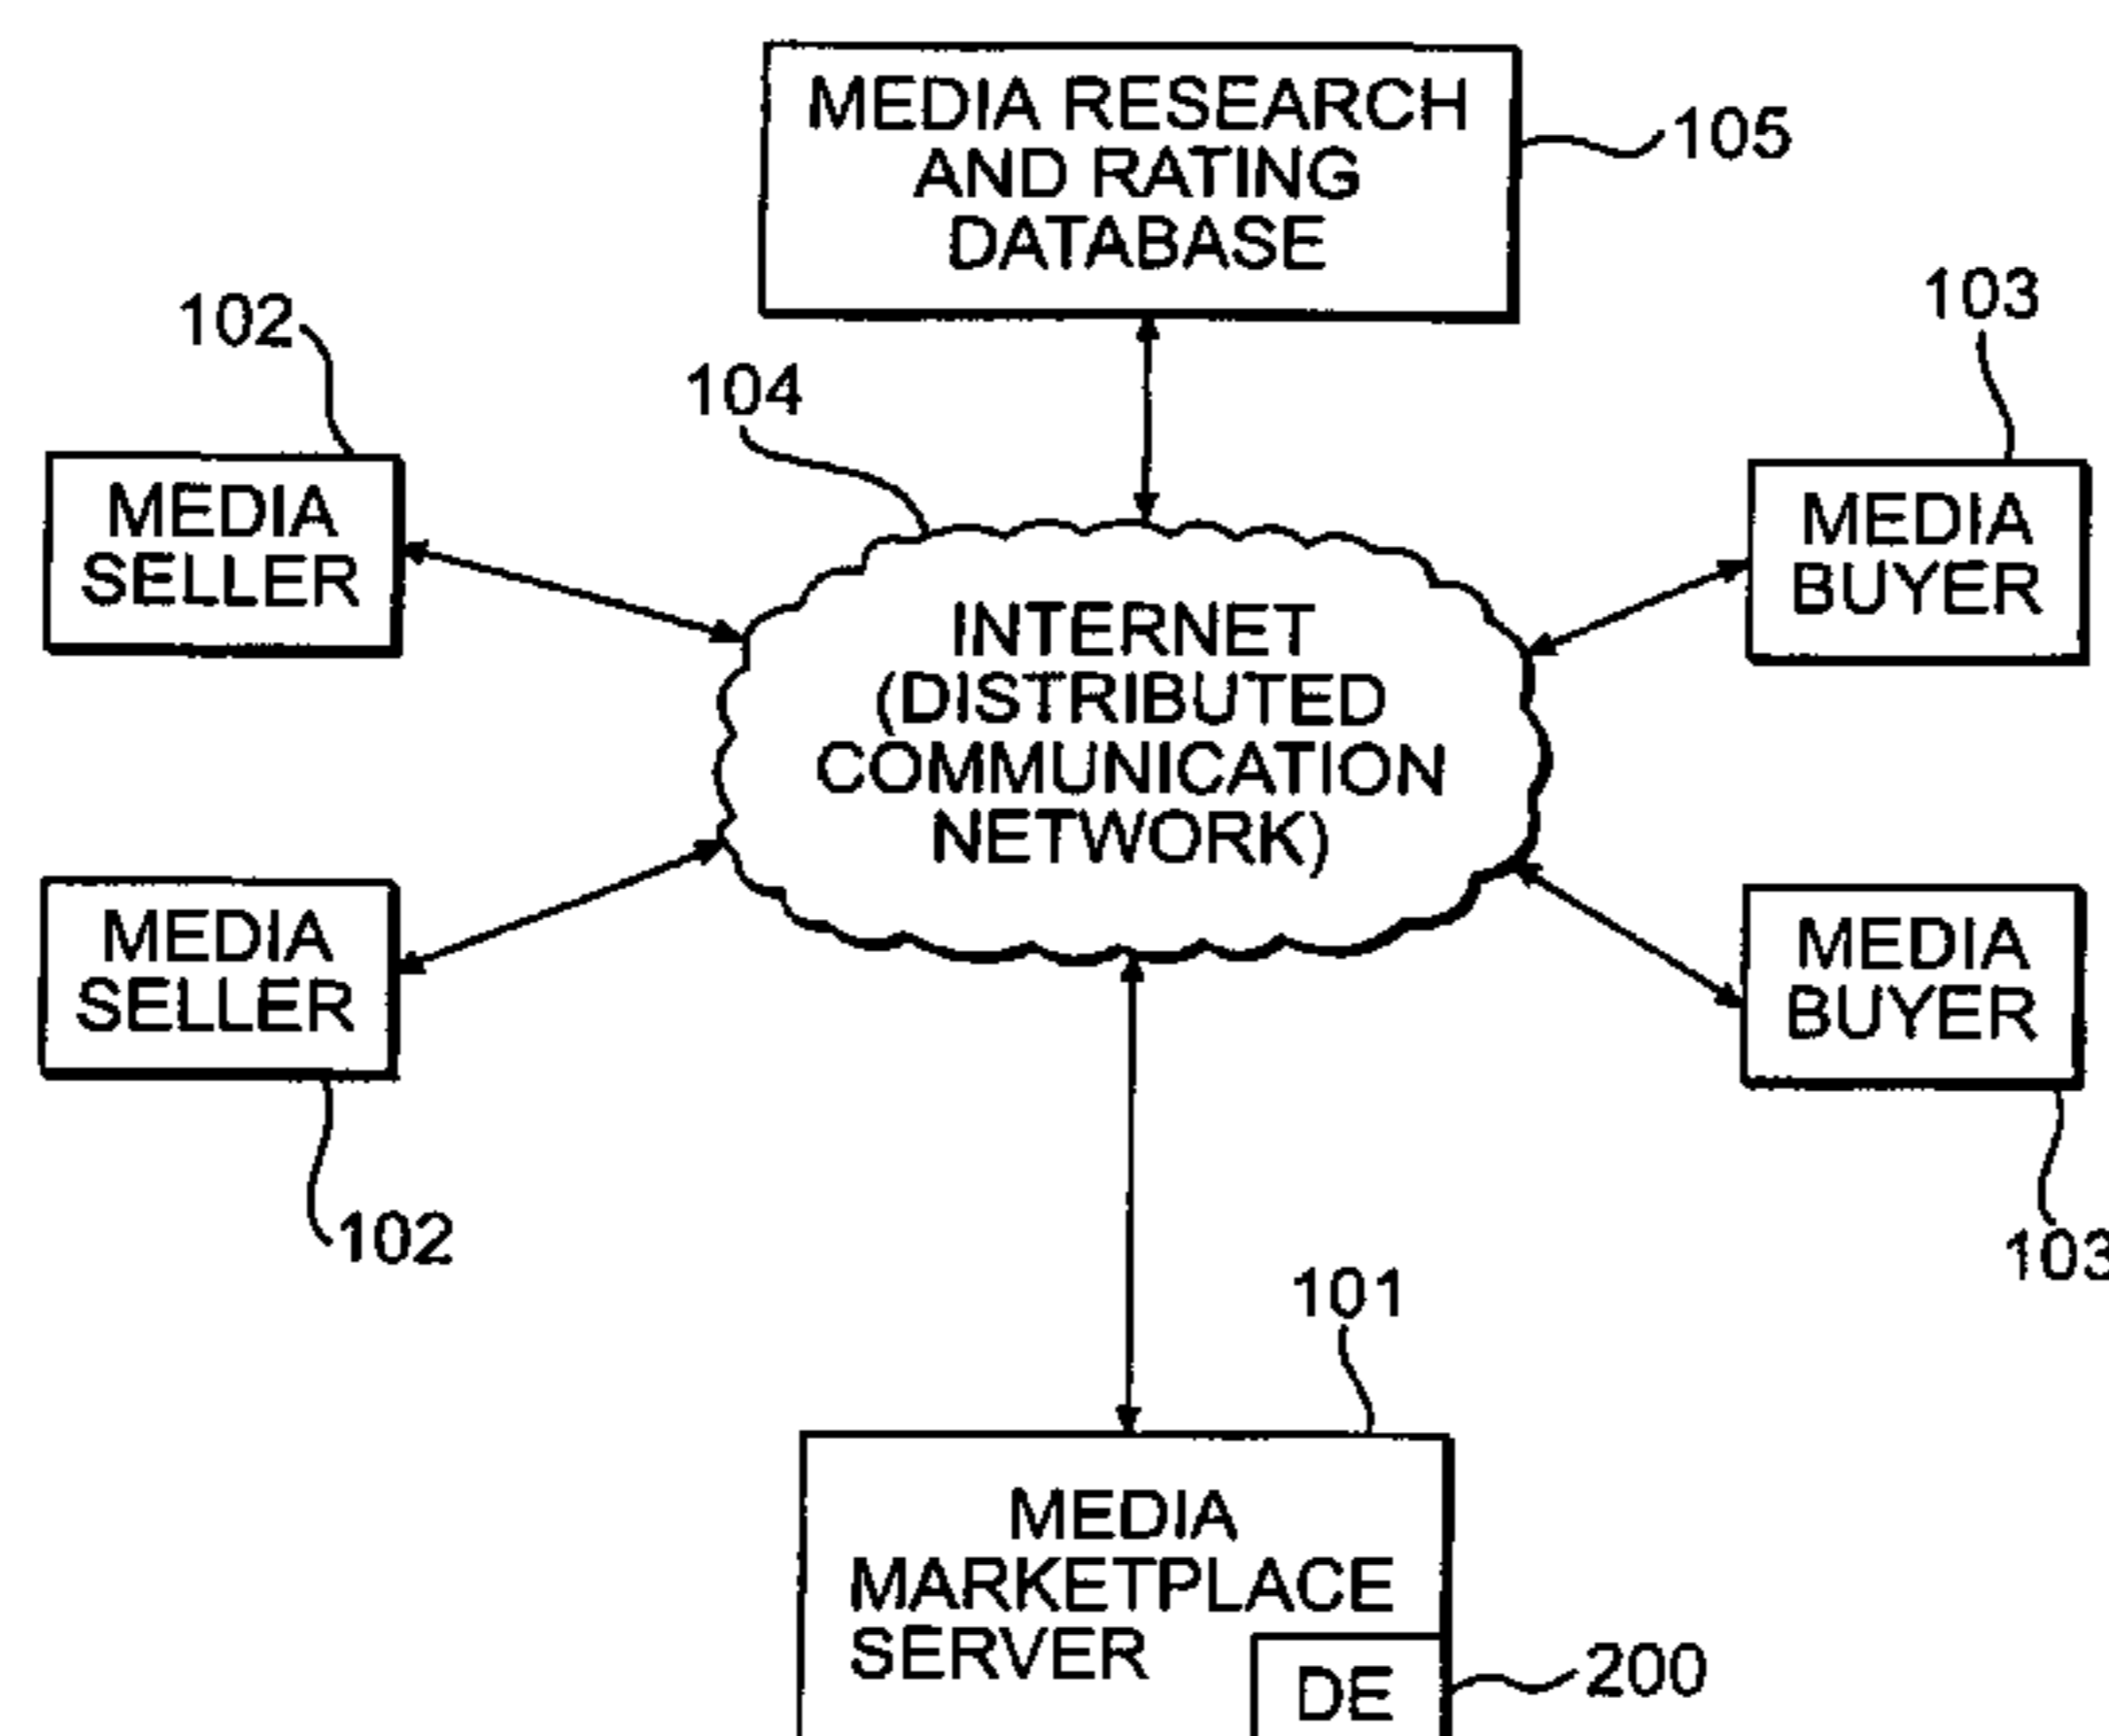 MEDIA RESEARCH
AND RATING
DATABASE
105
102
103
104
MEDIA
SELLER
MEDIA
BUYER
INTERNET
(DISTRIBUTED
COMMUNICATION
NETWORK)
MEDIA
SELLER
MEDIA
BUYER
102
103
101
MEDIA
MARKETPLACE
SERVER
DE
200